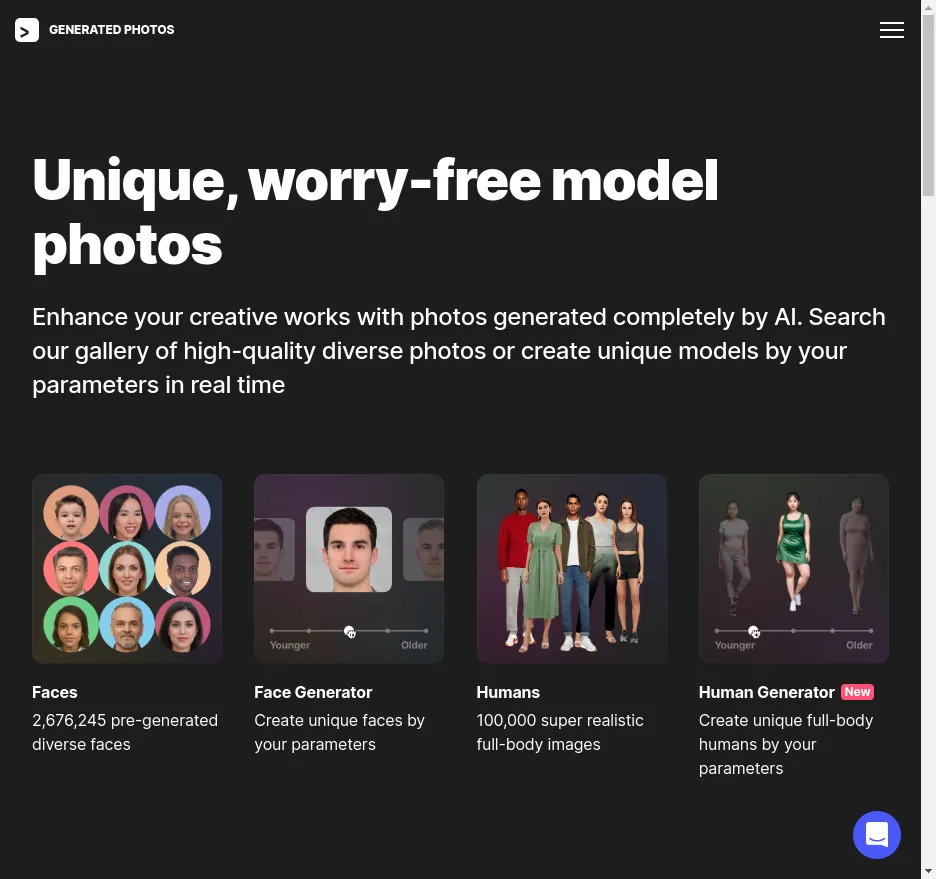 GENERATED PHOTOS
Unique, worry-free model
photos
Enhance your creative works with photos generated completely by AI. Search
our gallery of high-quality diverse photos or create unique models by your
parameters in real time
Younger
Older
Younger
Older
Faces
2,676,245 pre-generated
diverse faces
Face Generator
Create unique faces by
your parameters
Humans
100,000 super realistic
full-body images
Human Generator New
Create unique full-body
humans by your
parameters